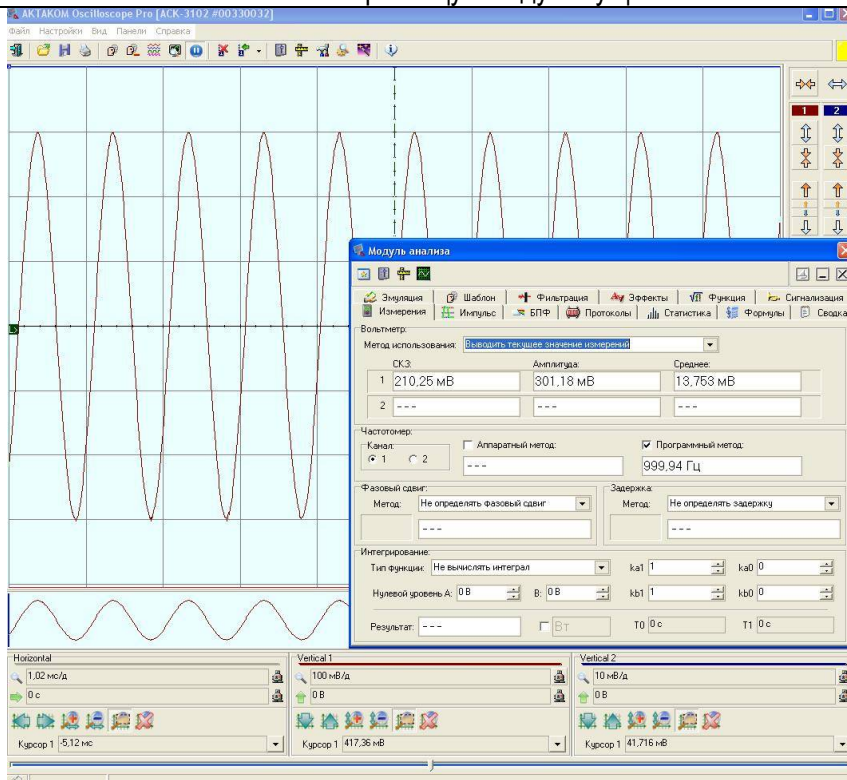 AKTAKOM Oscilloscope Pro [АСК-3102 #00330032]
Файл Настройки Вид Панели Справка
1 2
Модуль анализа
Эмуляция Шаблон Фильтрация Эффекты Функция Сигнализация
Измерения Импульс БПФ Протоколы Статистика Формулы Сводка
Вольтметр:
Метод использования: Выводить текущее значение измерений
СКЗ: Амплитуда: Среднее:
1 210,25 мВ 301,18 мВ 13,753 мВ
2 --- --- ---
Частотомер:
Канал: Аппаратный метод: Программный метод:
1 2 --- 999,94 Гц
Фазовый сдвиг: Задержка:
Метод: Не определять фазовый сдвиг Метод: Не определять задержку
--- ---
Интегрирование:
Тип функции: Не вычислять интеграл ka1 1 ka0 0
Нулевой уровень A: 0 В B: 0 В kb1 1 kb0 0
Результат: --- Вт T0 0 с T1 0 с
Horizontal Vertical 1 Vertical 2
1,02 мс/д 100 мВ/д 10 мВ/д
0 с 0 В 0 В
Курсор 1 -5,12 мс Курсор 1 417,36 мВ Курсор 1 41,716 мВ